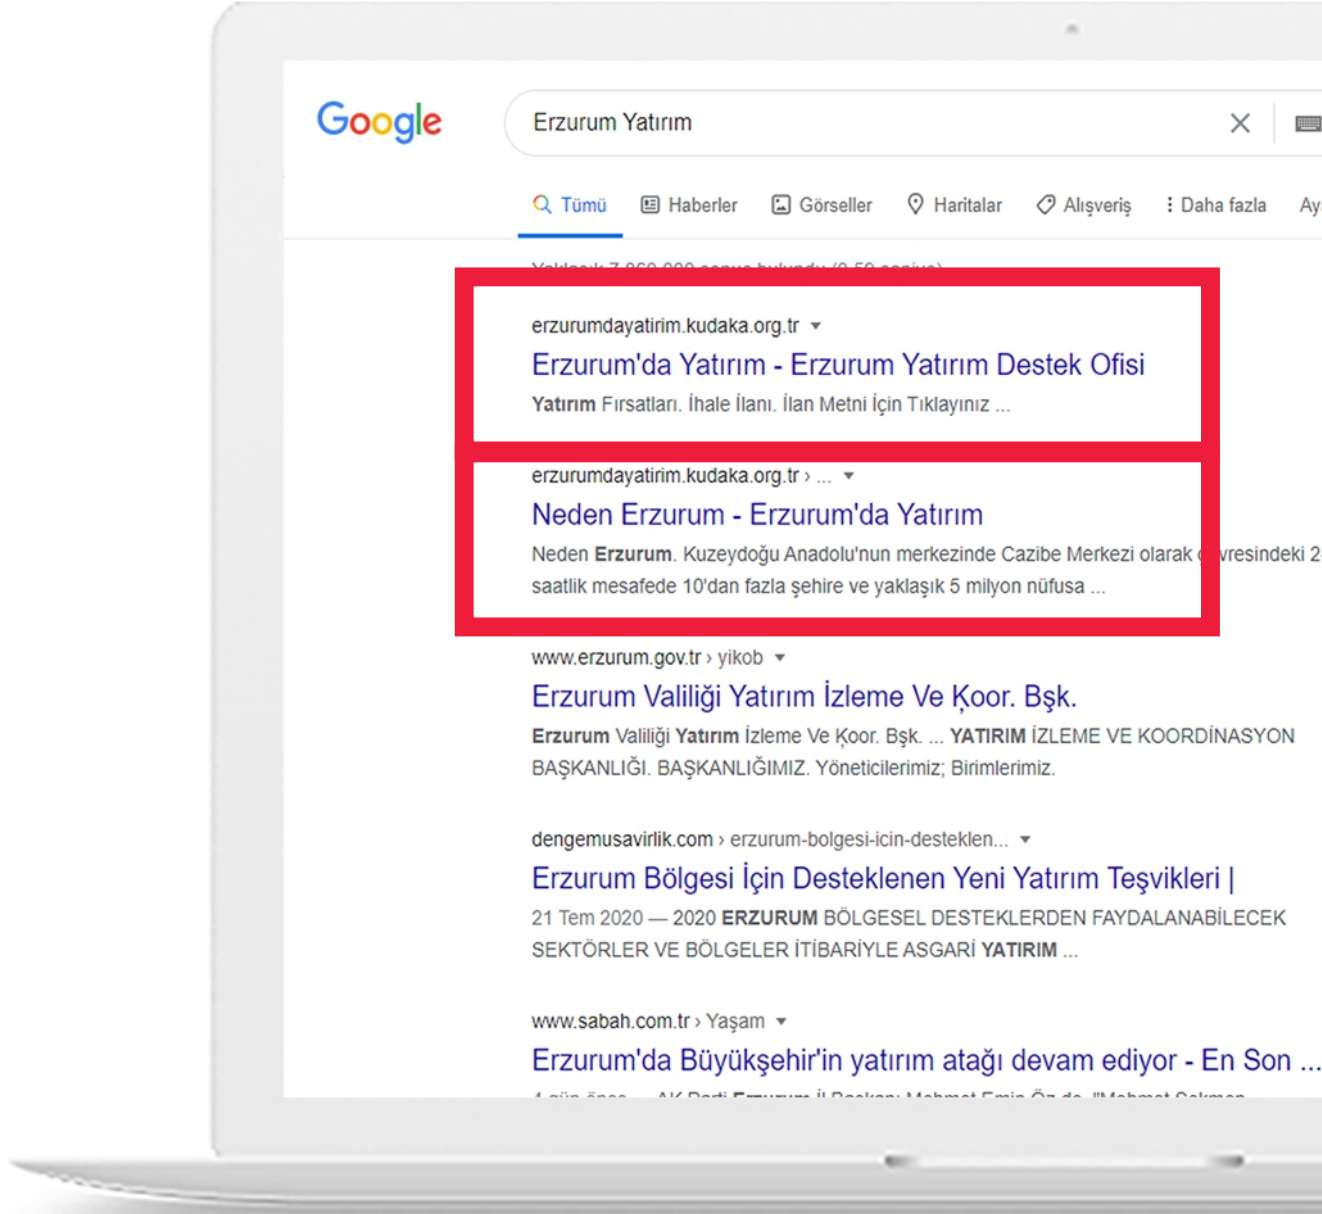 Google
Erzurum Yatırım
Tümü Haberler Görseller Haritalar Alışveriş Daha fazla
erzurumdayatirim.kudaka.org.tr
Erzurum'da Yatırım - Erzurum Yatırım Destek Ofisi
Yatırım Fırsatları. İhale İlanı. İlan Metni İçin Tıklayınız ...
erzurumdayatirim.kudaka.org.tr › ...
Neden Erzurum - Erzurum'da Yatırım
Neden Erzurum. Kuzeydoğu Anadolu'nun merkezinde Cazibe Merkezi olarak
saatlik mesafede 10'dan fazla şehire ve yaklaşık 5 milyon nüfusa ...
www.erzurum.gov.tr › yikob
Erzurum Valiliği Yatırım İzleme Ve Ķoor. Bşk.
Erzurum Valiliği Yatırım İzleme Ve Ķoor. Bşk. ... YATIRIM İZLEME VE KOORDİNASYON
BAŞKANLIĞI. BAŞKANLIĞIMIZ. Yöneticilerimiz; Birimlerimiz.
dengemusavirlik.com › erzurum-bolgesi-icin-desteklen...
Erzurum Bölgesi İçin Desteklenen Yeni Yatırım Teşvikleri |
21 Tem 2020 — 2020 ERZURUM BÖLGESEL DESTEKLERDEN FAYDALANABİLECEK
SEKTÖRLER VE BÖLGELER İTİBARİYLE ASGARİ YATIRIM ...
www.sabah.com.tr › Yaşam
Erzurum'da Büyükşehir'in yatırım atağı devam ediyor - En Son ...